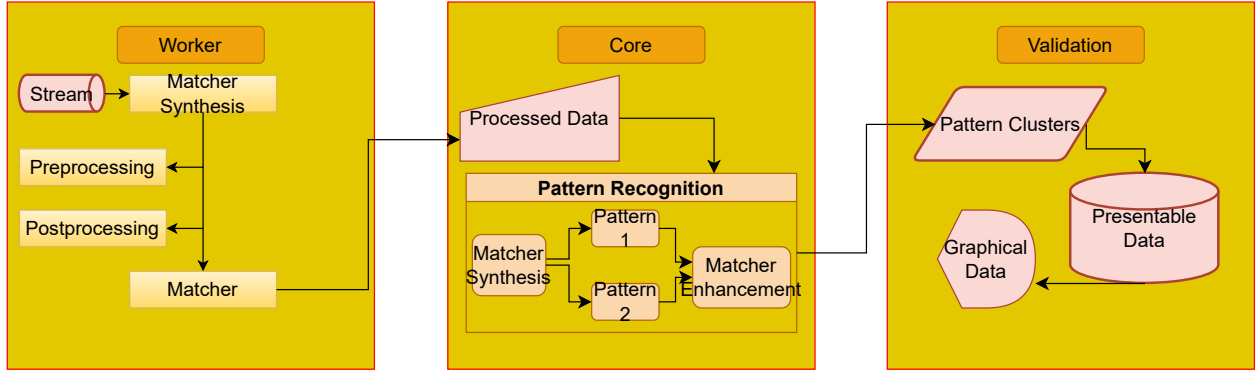 Worker
Stream
Matcher
Synthesis
Preprocessing
Postprocessing
Matcher
Core
Processed Data
Pattern Recognition
Matcher
Synthesis
Pattern
1
Pattern
2
Matcher
Enhancement
Validation
Pattern Clusters
Presentable
Data
Graphical
Data